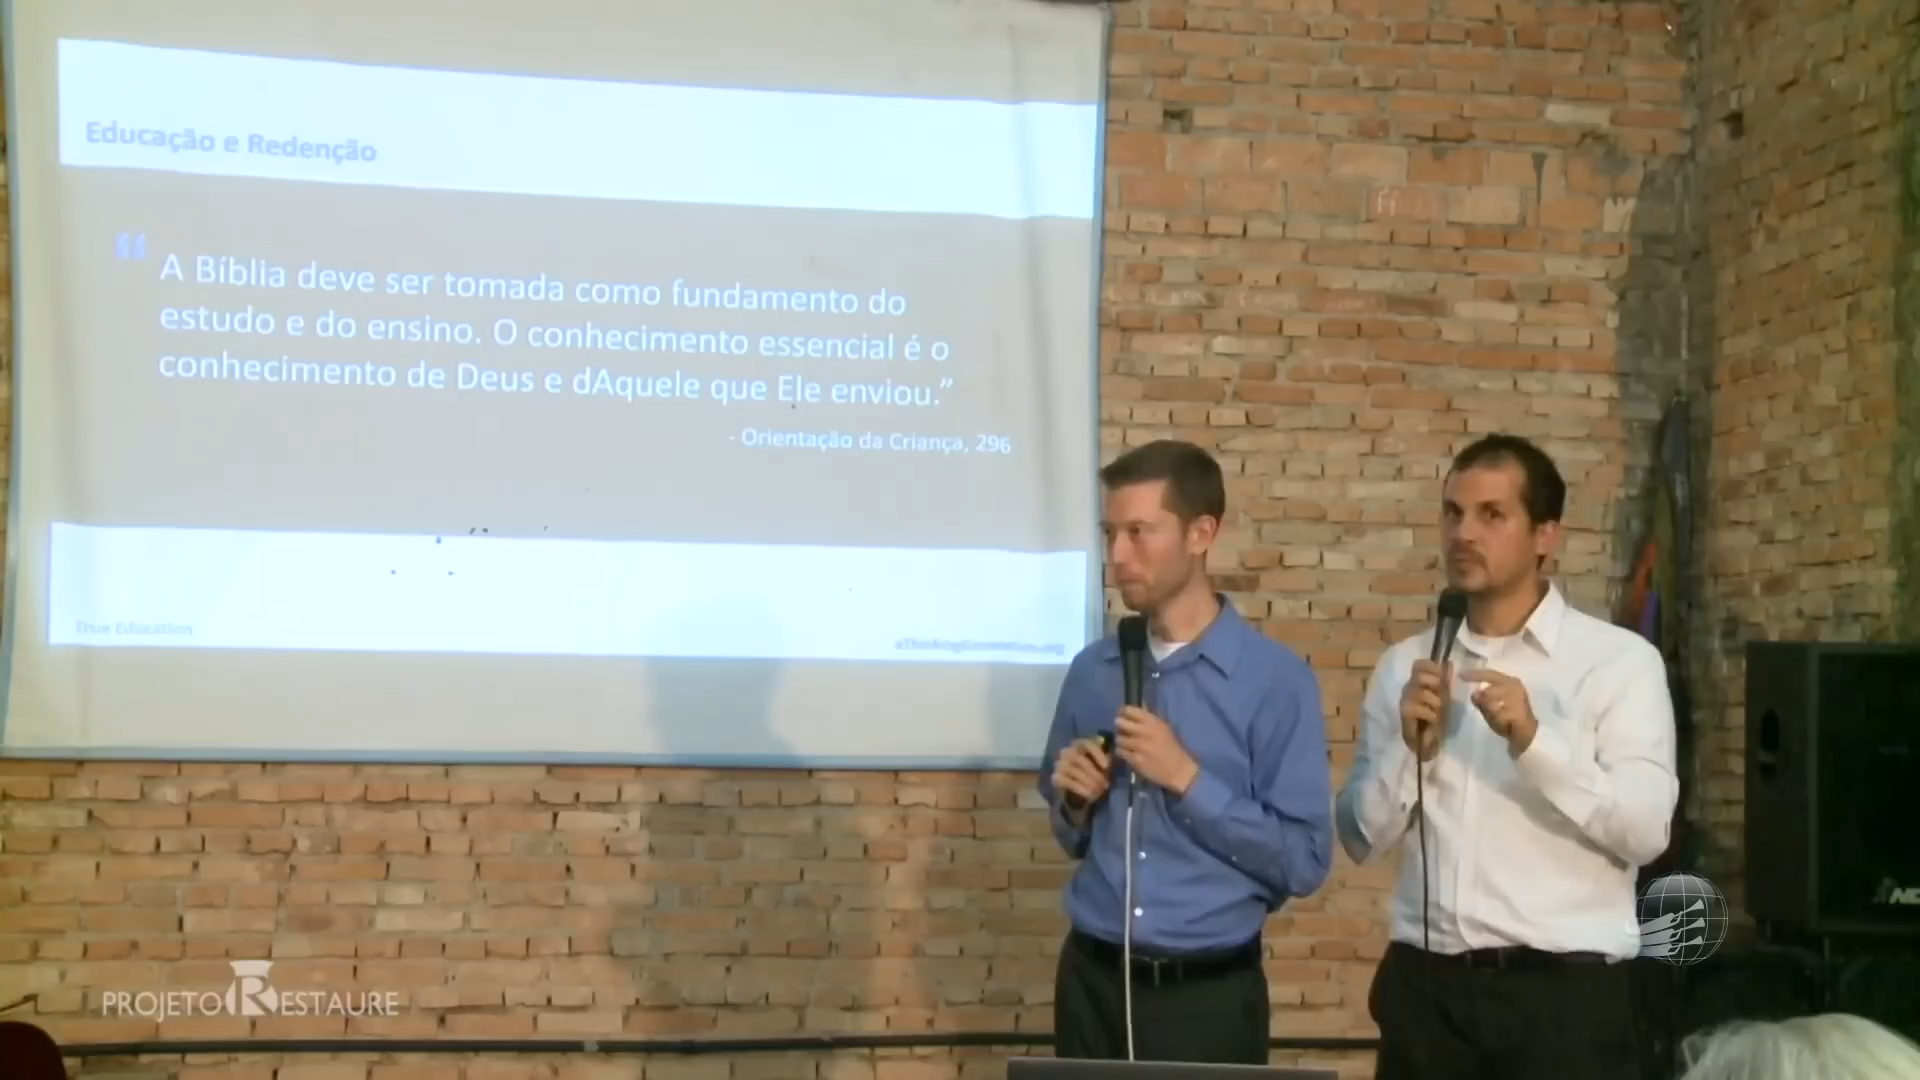 Educação e Redenção
“ A Bíblia deve ser tomada como fundamento do
estudo e do ensino. O conhecimento essencial é o
conhecimento de Deus e dAquele que Ele enviou.”
- Orientação da Criança, 296
True Education
PROJETO RESTAURE